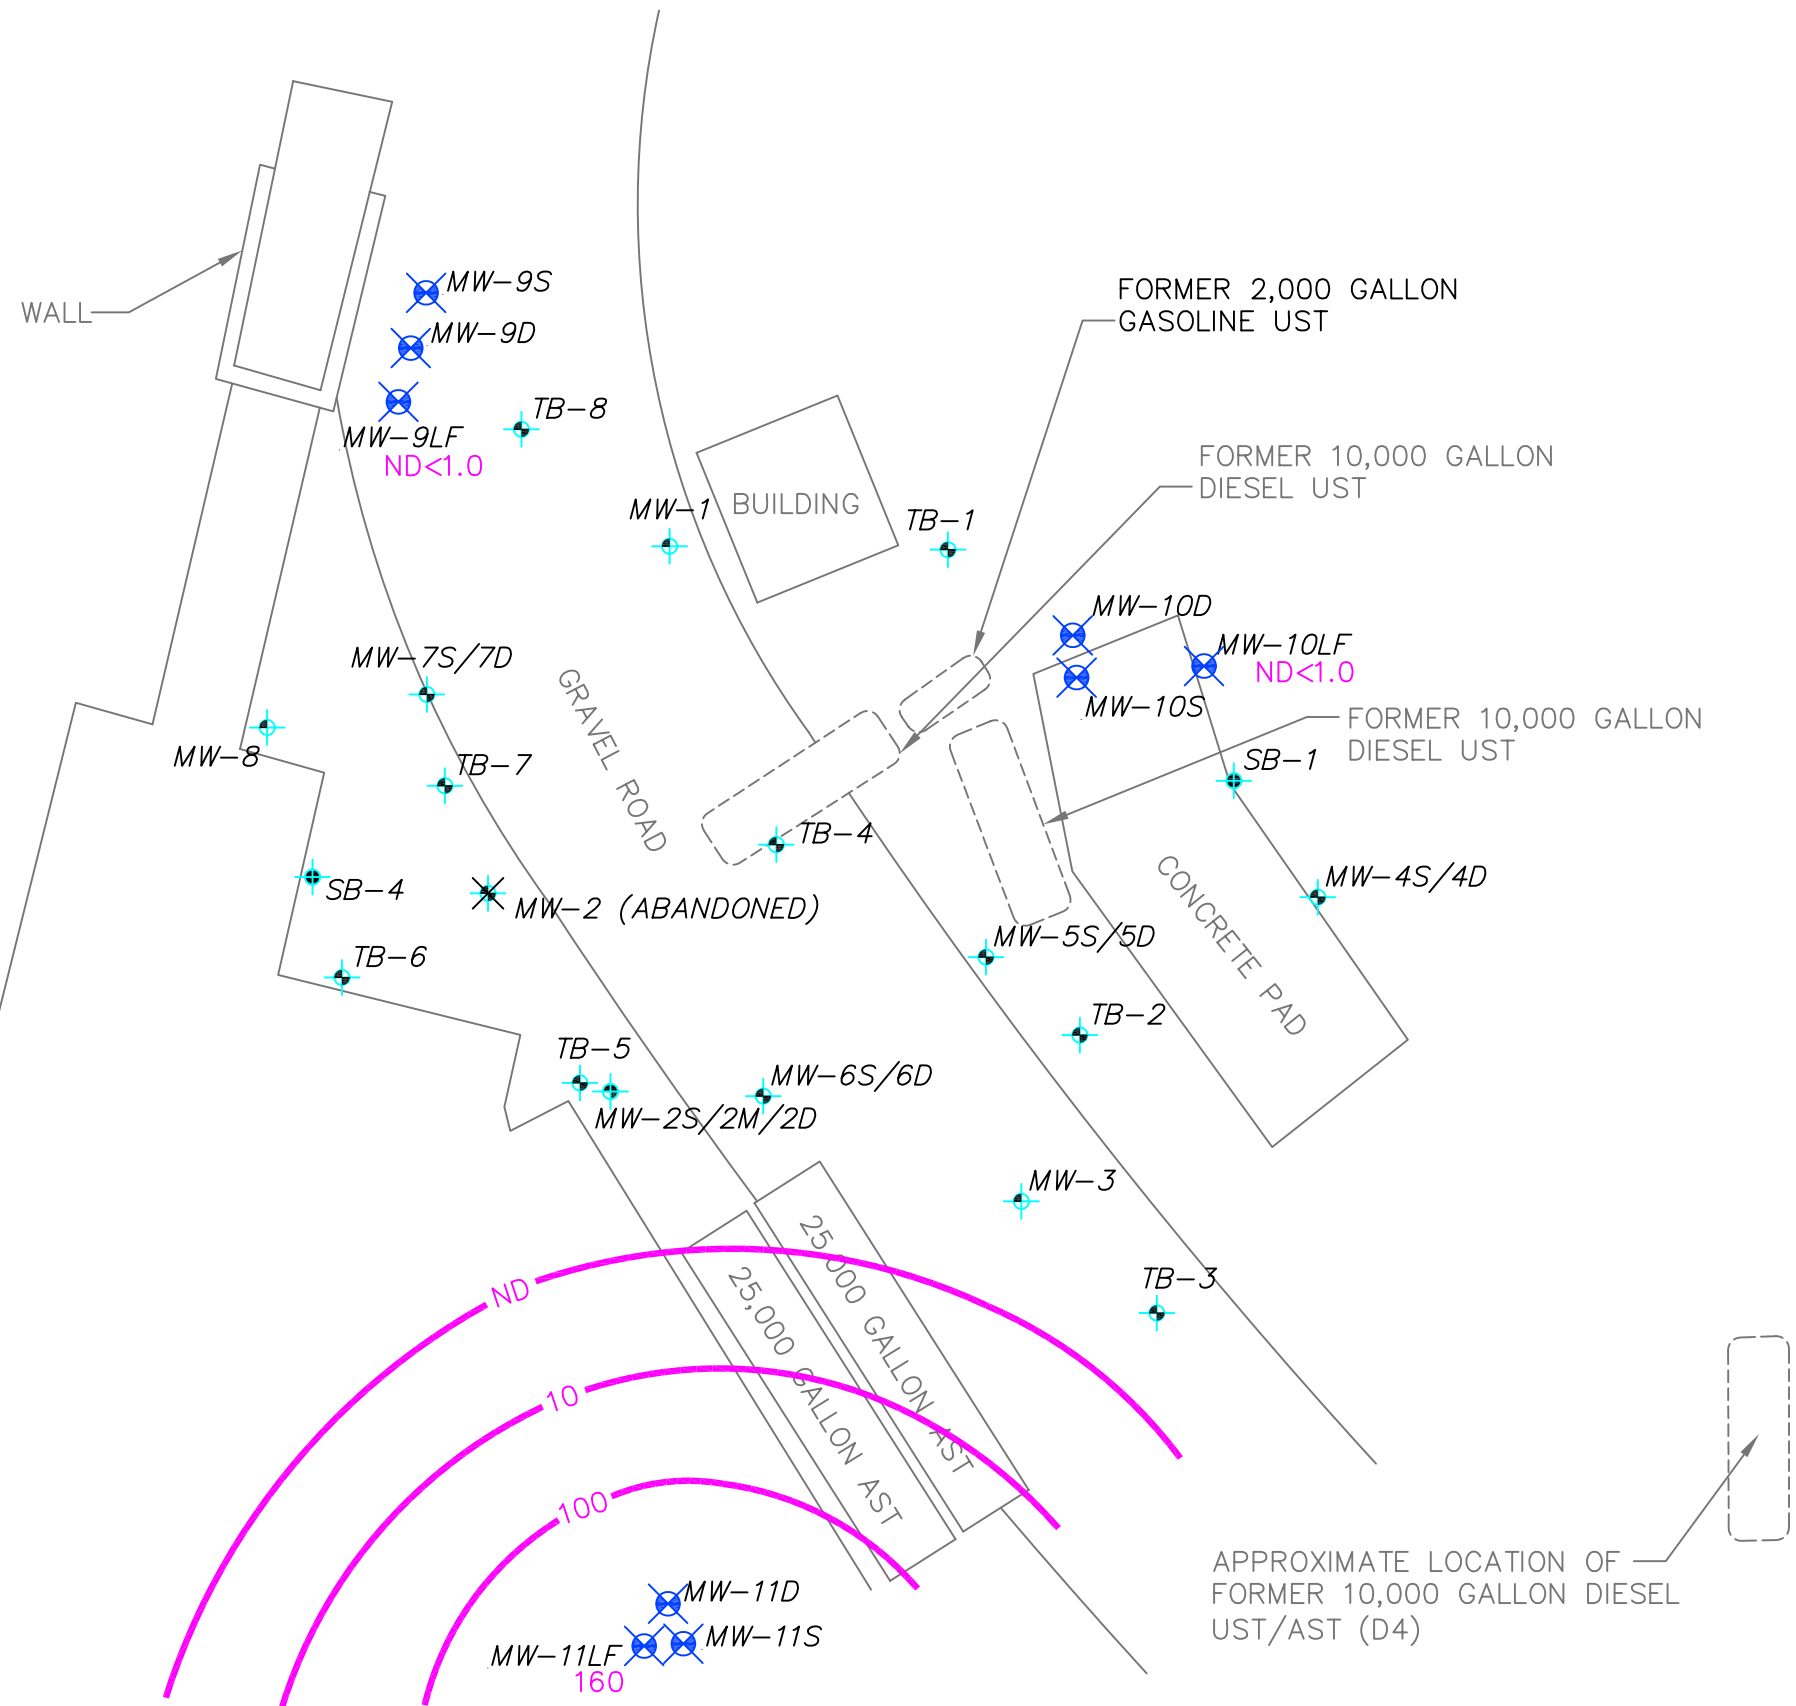 MW-9S
FORMER 2,000 GALLON
GASOLINE UST
WALL
MW-9D
TB-8
MW-9LF
ND<1.0
FORMER 10,000 GALLON
DIESEL UST
MW-1
BUILDING
TB-1
MW-10D
MW-10LF
ND<1.0
MW-7S/7D
MW-10S
GRAVEL ROAD
FORMER 10,000 GALLON
DIESEL UST
MW-8
TB-7
SB-1
TB-4
SB-4
MW-2 (ABANDONED)
MW-4S/4D
CONCRETE PAD
MW-5S/5D
TB-6
TB-2
TB-5
MW-6S/6D
MW-2S/2M/2D
MW-3
25,000 GALLON AST
25,000 GALLON AST
TB-3
ND
10
100
APPROXIMATE LOCATION OF
FORMER 10,000 GALLON DIESEL
UST/AST (D4)
MW-11D
MW-11S
MW-11LF
160